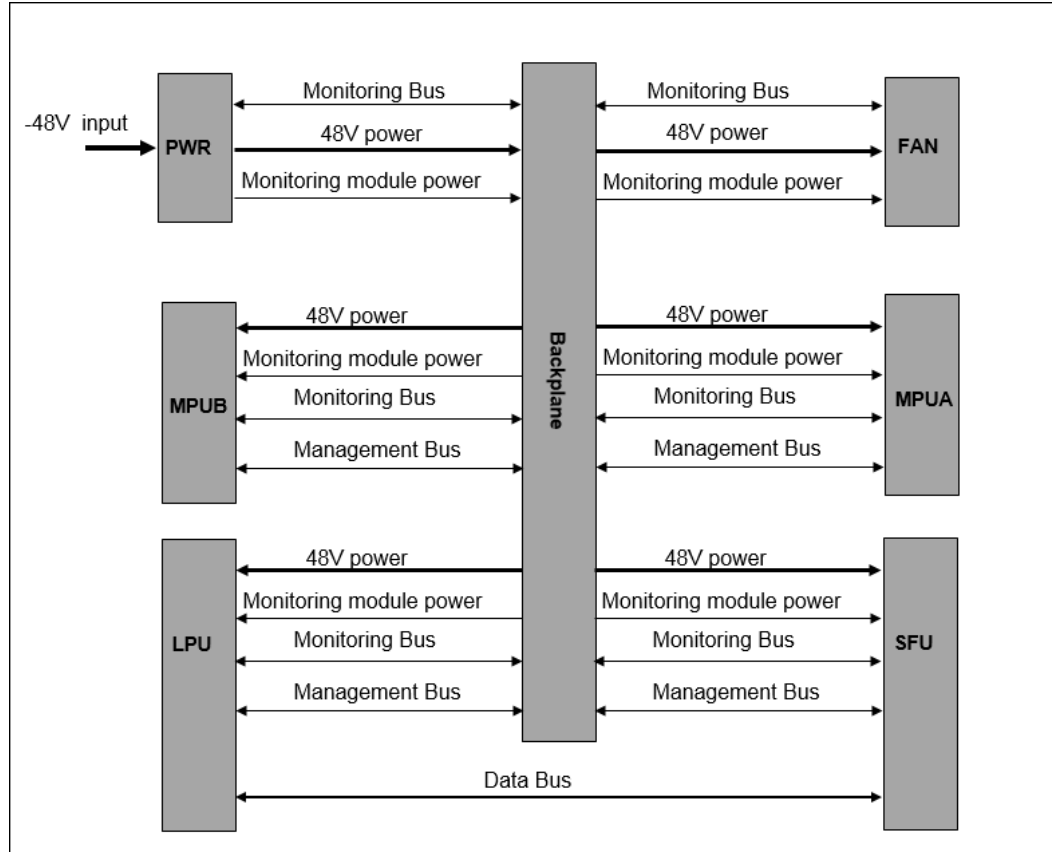 Monitoring Bus
Monitoring Bus
-48V input
PWR
48V power
48V power
FAN
Monitoring module power
Monitoring module power
Backplane
48V power
48V power
Monitoring module power
Monitoring module power
MPUB
Monitoring Bus
Monitoring Bus
MPUA
Management Bus
Management Bus
48V power
48V power
Monitoring module power
Monitoring module power
LPU
Monitoring Bus
Monitoring Bus
SFU
Management Bus
Management Bus
Data Bus